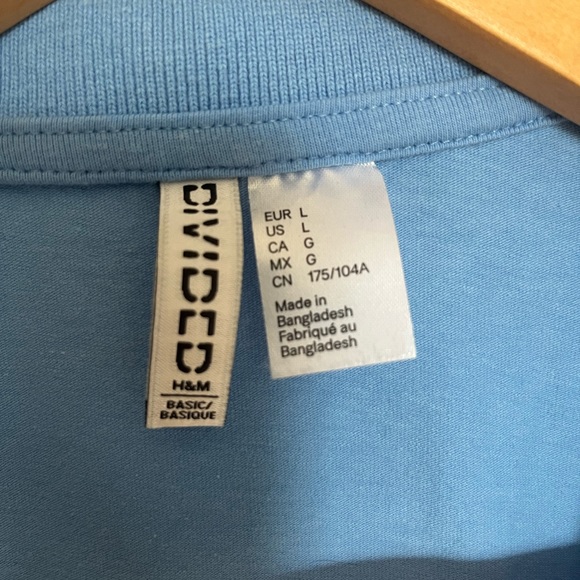 DIVIDED
H&M
BASIC/
BASIQUE
EUR L
US L
CA G
MX G
CN 175/104A
Made in
Bangladesh
Fabriqué au
Bangladesh